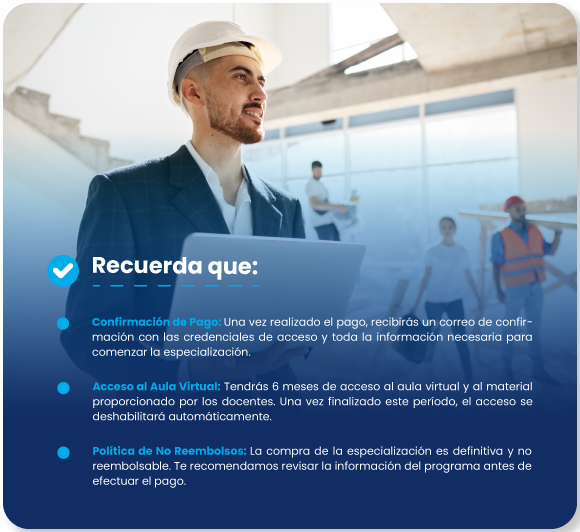 Recuerda que:
Confirmación de Pago: Una vez realizado el pago, recibirás un correo de confir-
mación con las credenciales de acceso y toda la información necesaria para
comenzar la especialización.
Acceso al Aula Virtual: Tendrás 6 meses de acceso al aula virtual y al material
proporcionado por los docentes. Una vez finalizado este período, el acceso se
deshabilitará automáticamente.
Política de No Reembolsos: La compra de la especialización es definitiva y no
reembolsable. Te recomendamos revisar la información del programa antes de
efectuar el pago.